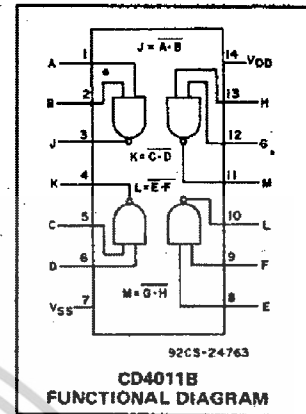 J = A·B
A 1 14 VDD
B 2 13 H
12 G
J 3 K = C·D
K 4 L = E·F 11 M
10 L
C 5
9 F
D 6 M = G·H
VSS 7 8 E
92CS-24763
CD4011B
FUNCTIONAL DIAGRAM